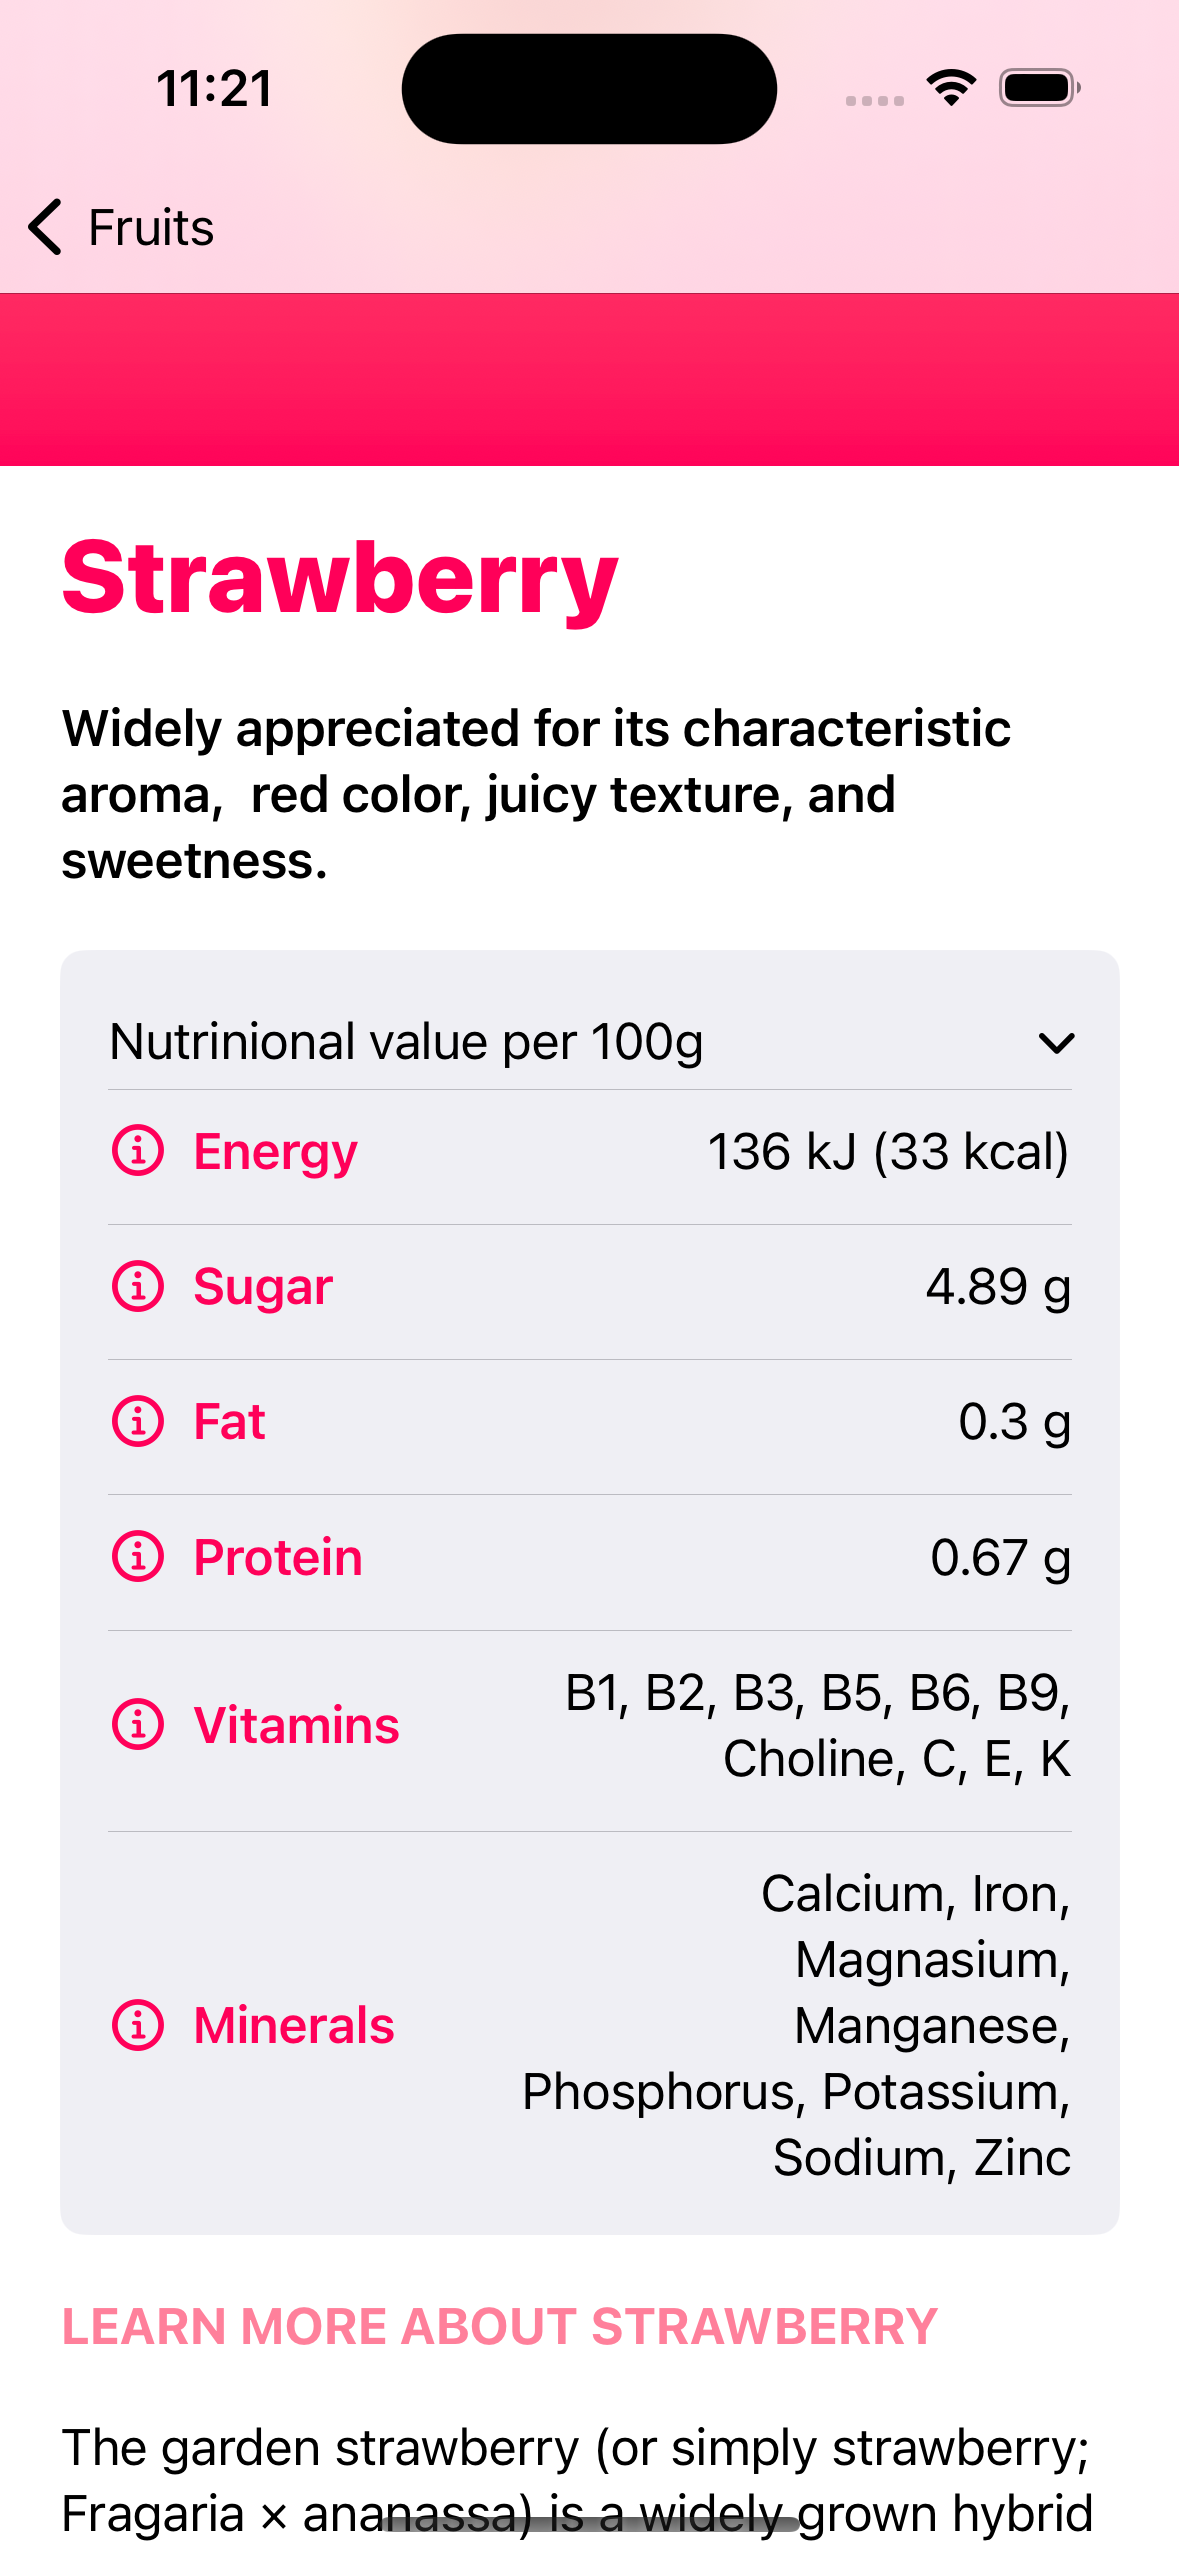 11:21
Fruits
Strawberry
Widely appreciated for its characteristic
aroma,  red color, juicy texture, and
sweetness.
Nutrinional value per 100g
Energy 136 kJ (33 kcal)
Sugar 4.89 g
Fat 0.3 g
Protein 0.67 g
Vitamins B1, B2, B3, B5, B6, B9,
Choline, C, E, K
Minerals Calcium, Iron,
Magnasium,
Manganese,
Phosphorus, Potassium,
Sodium, Zinc
LEARN MORE ABOUT STRAWBERRY
The garden strawberry (or simply strawberry;
Fragaria × ananassa) is a widely grown hybrid